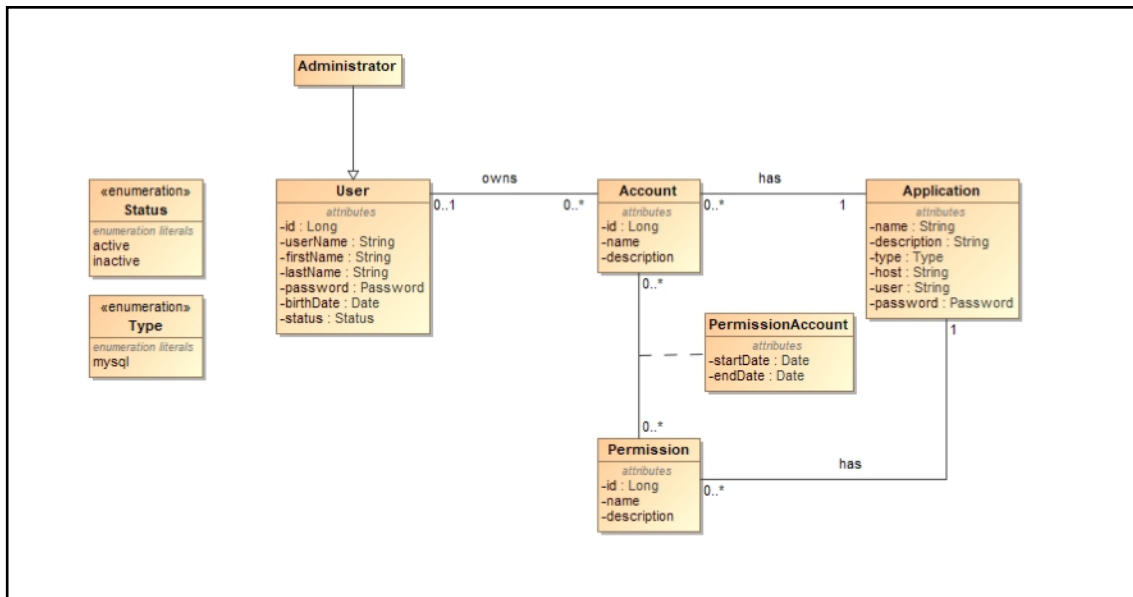 Administrator
«enumeration»
Status
enumeration literals
active
inactive
«enumeration»
Type
enumeration literals
mysql
User
attributes
-id : Long
-userName : String
-firstName : String
-lastName : String
-password : Password
-birthDate : Date
-status : Status
owns
0..1
0..*
Account
attributes
-id : Long
-name
-description
has
0..*
1
Application
attributes
-name : String
-description : String
-type : Type
-host : String
-user : String
-password : Password
0..*
1
PermissionAccount
attributes
-startDate : Date
-endDate : Date
0..*
Permission
attributes
-id : Long
-name
-description
has
0..*